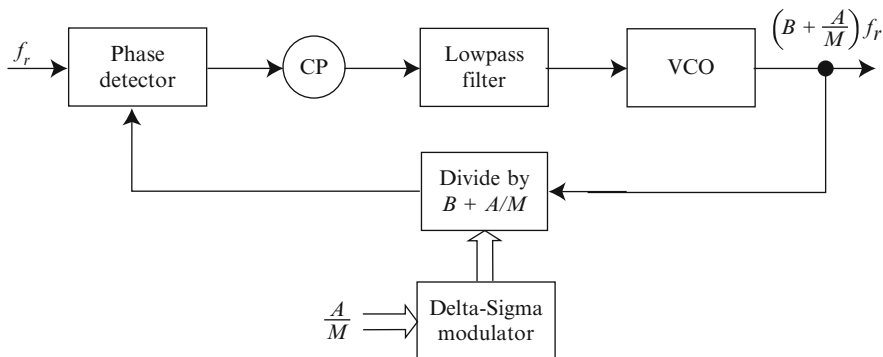 f_r
Phase
detector
CP
Lowpass
filter
VCO
(B + A/M) f_r
Divide by
B + A/M
A/M
Delta-Sigma
modulator